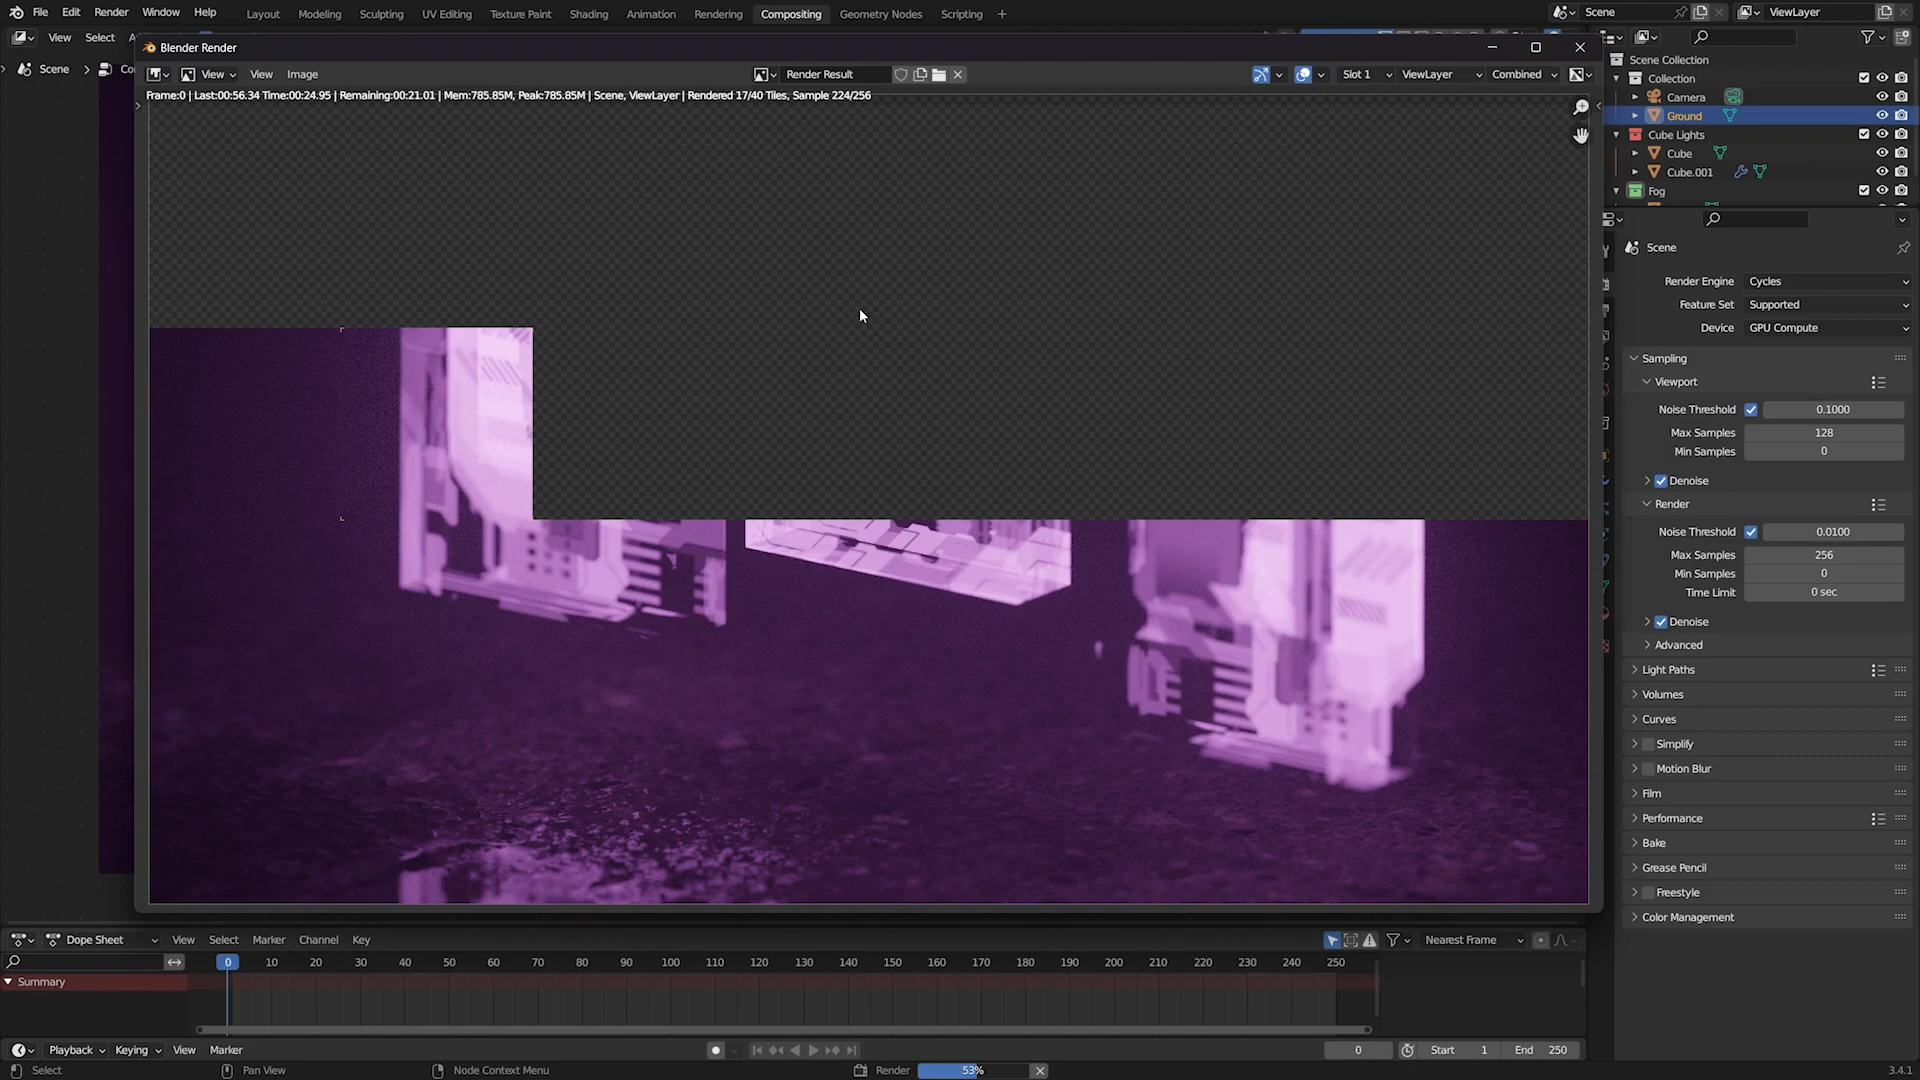 File Edit Render Window Help Layout Modeling Sculpting UV Editing Texture Paint Shading Animation Rendering Compositing Geometry Nodes Scripting + Scene ViewLayer
View Select
Scene
Blender Render
View View Image Render Result Slot 1 ViewLayer Combined
Frame:0 | Last:00:56.34 Time:00:24.95 | Remaining:00:21.01 | Mem:785.85M, Peak:785.85M | Scene, ViewLayer | Rendered 17/40 Tiles, Sample 224/256
Scene Collection
Collection
Camera
Ground
Cube Lights
Cube
Cube.001
Fog
Scene
Render Engine Cycles
Feature Set Supported
Device GPU Compute
Sampling
Viewport
Noise Threshold 0.1000
Max Samples 128
Min Samples 0
Denoise
Render
Noise Threshold 0.0100
Max Samples 256
Min Samples 0
Time Limit 0 sec
Denoise
Advanced
Light Paths
Volumes
Curves
Simplify
Motion Blur
Film
Performance
Bake
Grease Pencil
Freestyle
Color Management
Dope Sheet View Select Marker Channel Key Nearest Frame
0 10 20 30 40 50 60 70 80 90 100 110 120 130 140 150 160 170 180 190 200 210 220 230 240 250
Summary
Playback Keying View Marker 0 Start 1 End 250
Select Pan View Node Context Menu Render 53% 3.4.1